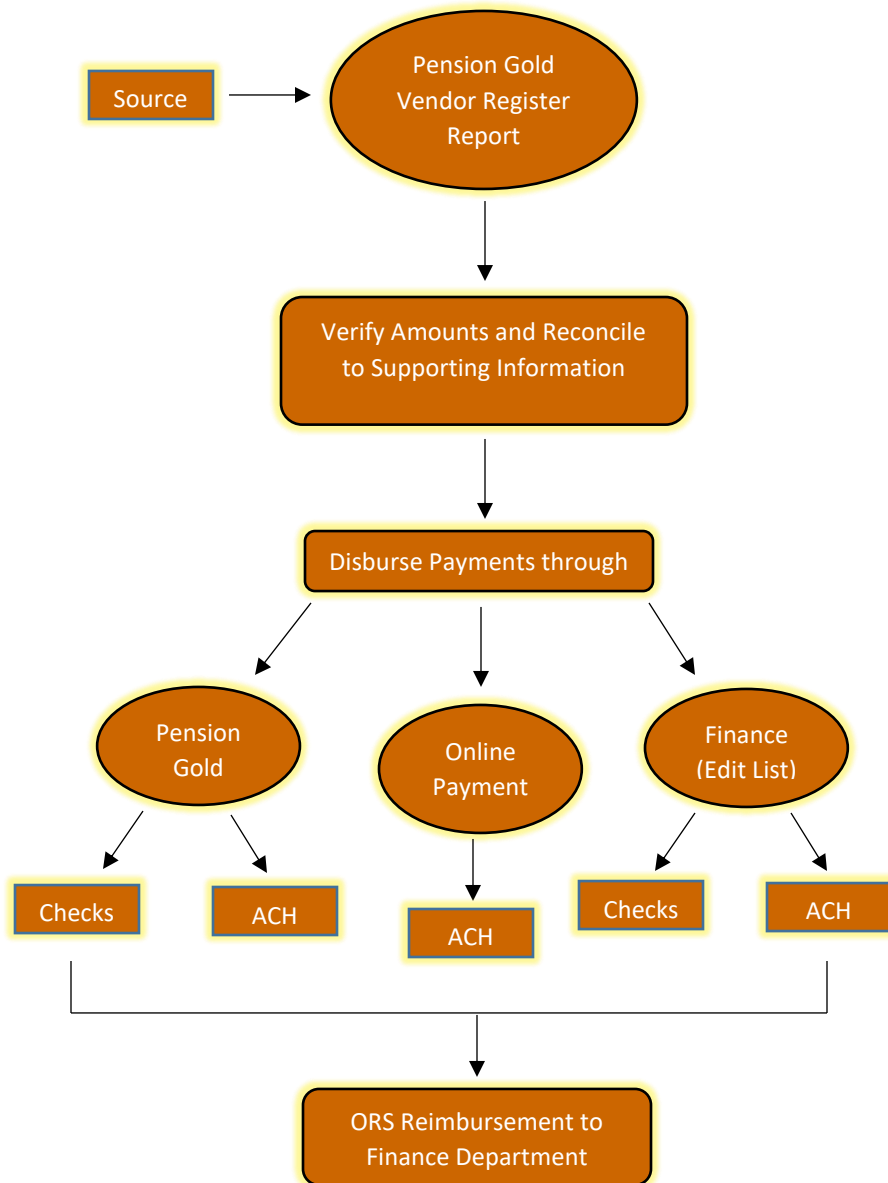 Source
Pension Gold
Vendor Register
Report
Verify Amounts and Reconcile
to Supporting Information
Disburse Payments through
Pension
Gold
Online
Payment
Finance
(Edit List)
Checks
ACH
ACH
Checks
ACH
ORS Reimbursement to
Finance Department